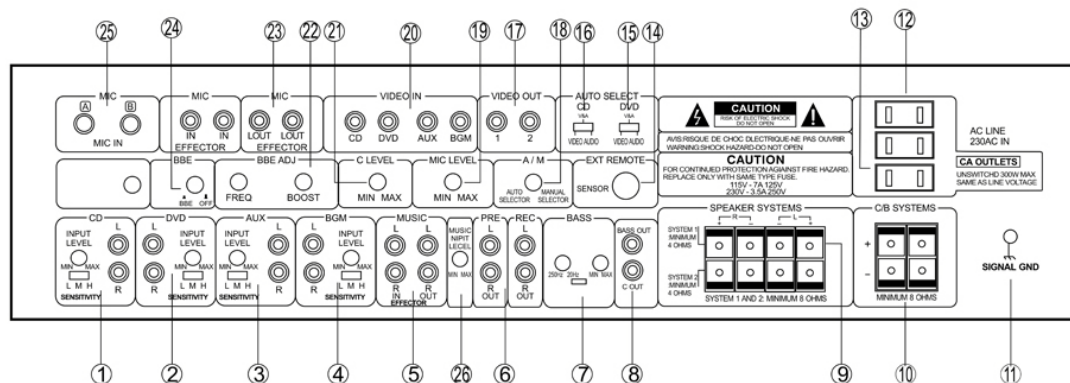 25 24 23 22 21 20 19 17 18 16 15 14 13 12
MIC MIC MIC VIDEO IN VIDEO OUT AUTO SELECT
CD DVD
A B V&A V&A
IN IN LOUT LOUT CD DVD AUX BGM 1 2 VIDEO AUDIO VIDEO AUDIO
MIC IN EFFECTOR EFFECTOR
CAUTION
RISK OF ELECTRIC SHOCK
DO NOT OPEN
AVIS:RISQUE DE CHOC DLECTRIQUE-NE PAS OUVRIR
WARNING:SHOCK HAZARD-DO NOT OPEN
CAUTION
FOR CONTINUED PROTECTION AGAINST FIRE HAZARD.
REPLACE ONLY WITH SAME TYPE FUSE.
115V - 7A 125V
230V - 3.5A 250V
AC LINE
230AC IN
CA OUTLETS
UNSWITCHD 300W MAX
SAME AS LINE VOLTAGE
BBE BBE ADJ C LEVEL MIC LEVEL A / M EXT REMOTE
BBE OFF FREQ BOOST MIN MAX MIN MAX AUTO SELECTOR MANUAL SELECTOR SENSOR
CD DVD AUX BGM MUSIC PRE REC BASS
INPUT LEVEL L L INPUT LEVEL INPUT LEVEL L L INPUT LEVEL L L L L
MUSIC
NIPIT
LECEL
MIN MAX MIN MAX MIN MAX MIN MAX MIN MAX
250Hz 20Hz MIN MAX
BASS OUT
C OUT
L M H R R L M H L M H R R L M H R IN R OUT R OUT R OUT
SENSITIVITY SENSITIVITY SENSITIVITY SENSITIVITY EFFECTOR
SPEAKER SYSTEMS
R L
+ − − +
SYSTEM 1
:MINIMUM
4 OHMS
SYSTEM 2
:MINIMUM
4 OHMS
SYSTEM 1 AND 2: MINIMUM 8 OHMS
C/B SYSTEMS
+
−
MINIMUM 8 OHMS
SIGNAL GND
1 2 3 4 5 26 6 7 8 9 10 11